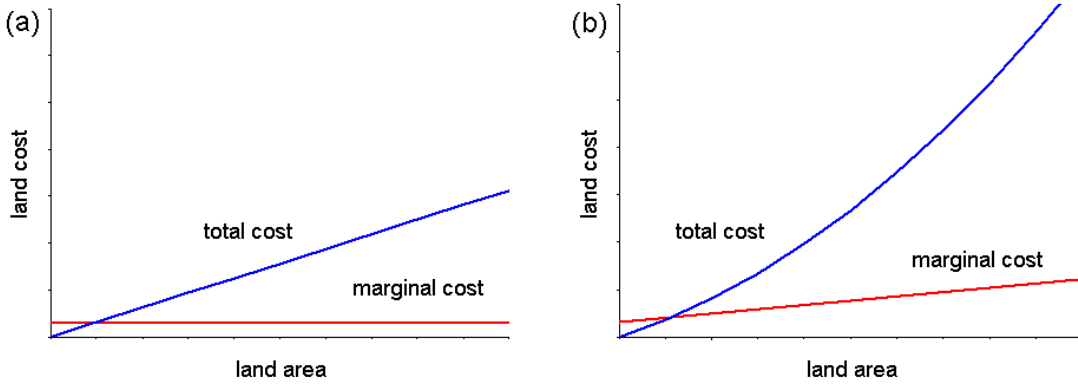 (a)
land cost
total cost
marginal cost
land area
(b)
land cost
total cost
marginal cost
land area